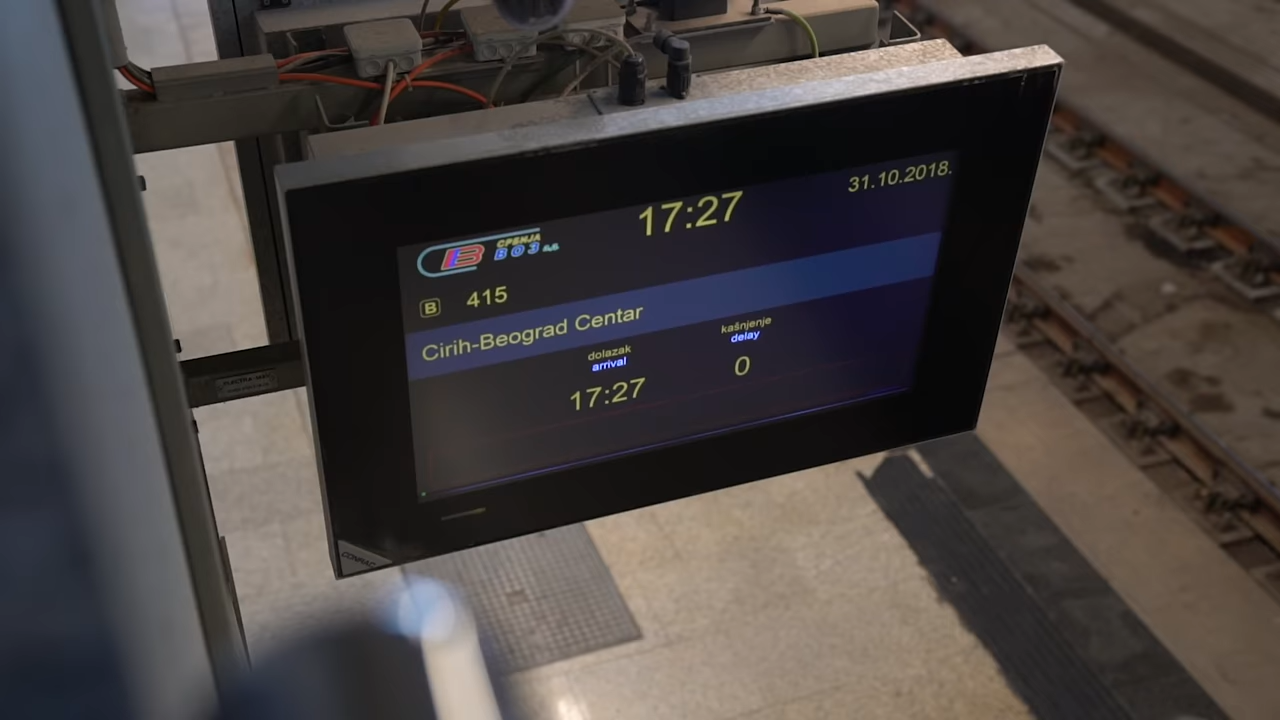 17:27
31.10.2018.
СРБИЈА
ВОЗ а.д.
B 415
Cirih-Beograd Centar
dolazak
arrival
17:27
kašnjenje
delay
0